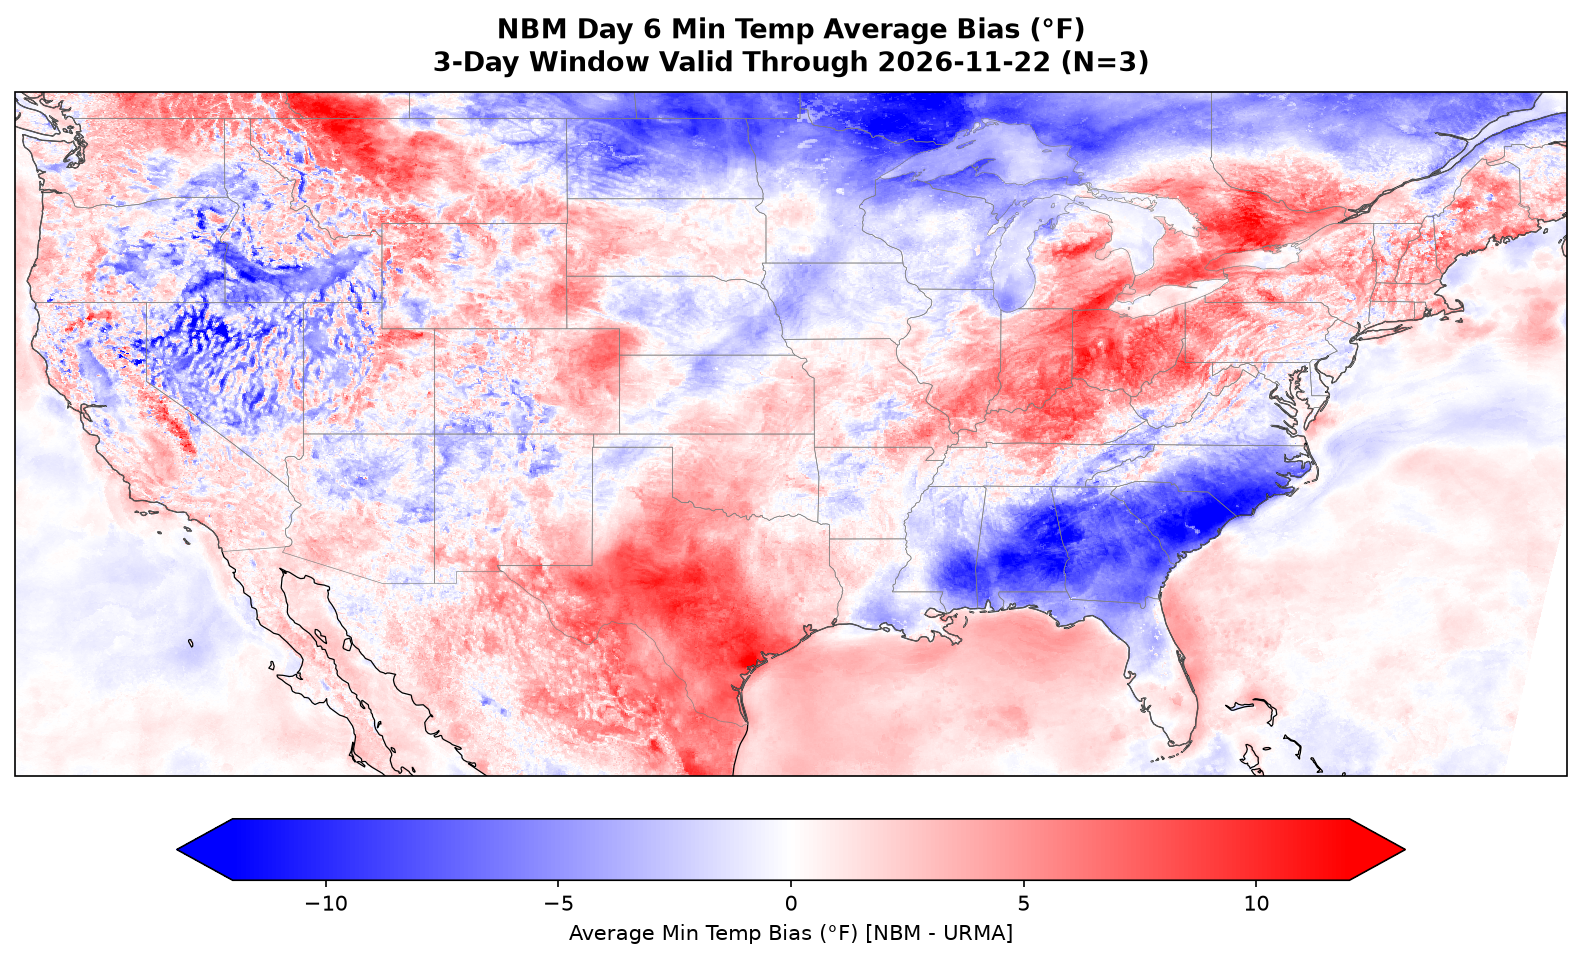 NBM Day 6 Min Temp Average Bias (°F)
3-Day Window Valid Through 2026-11-22 (N=3)
−10 −5 0 5 10
Average Min Temp Bias (°F) [NBM - URMA]